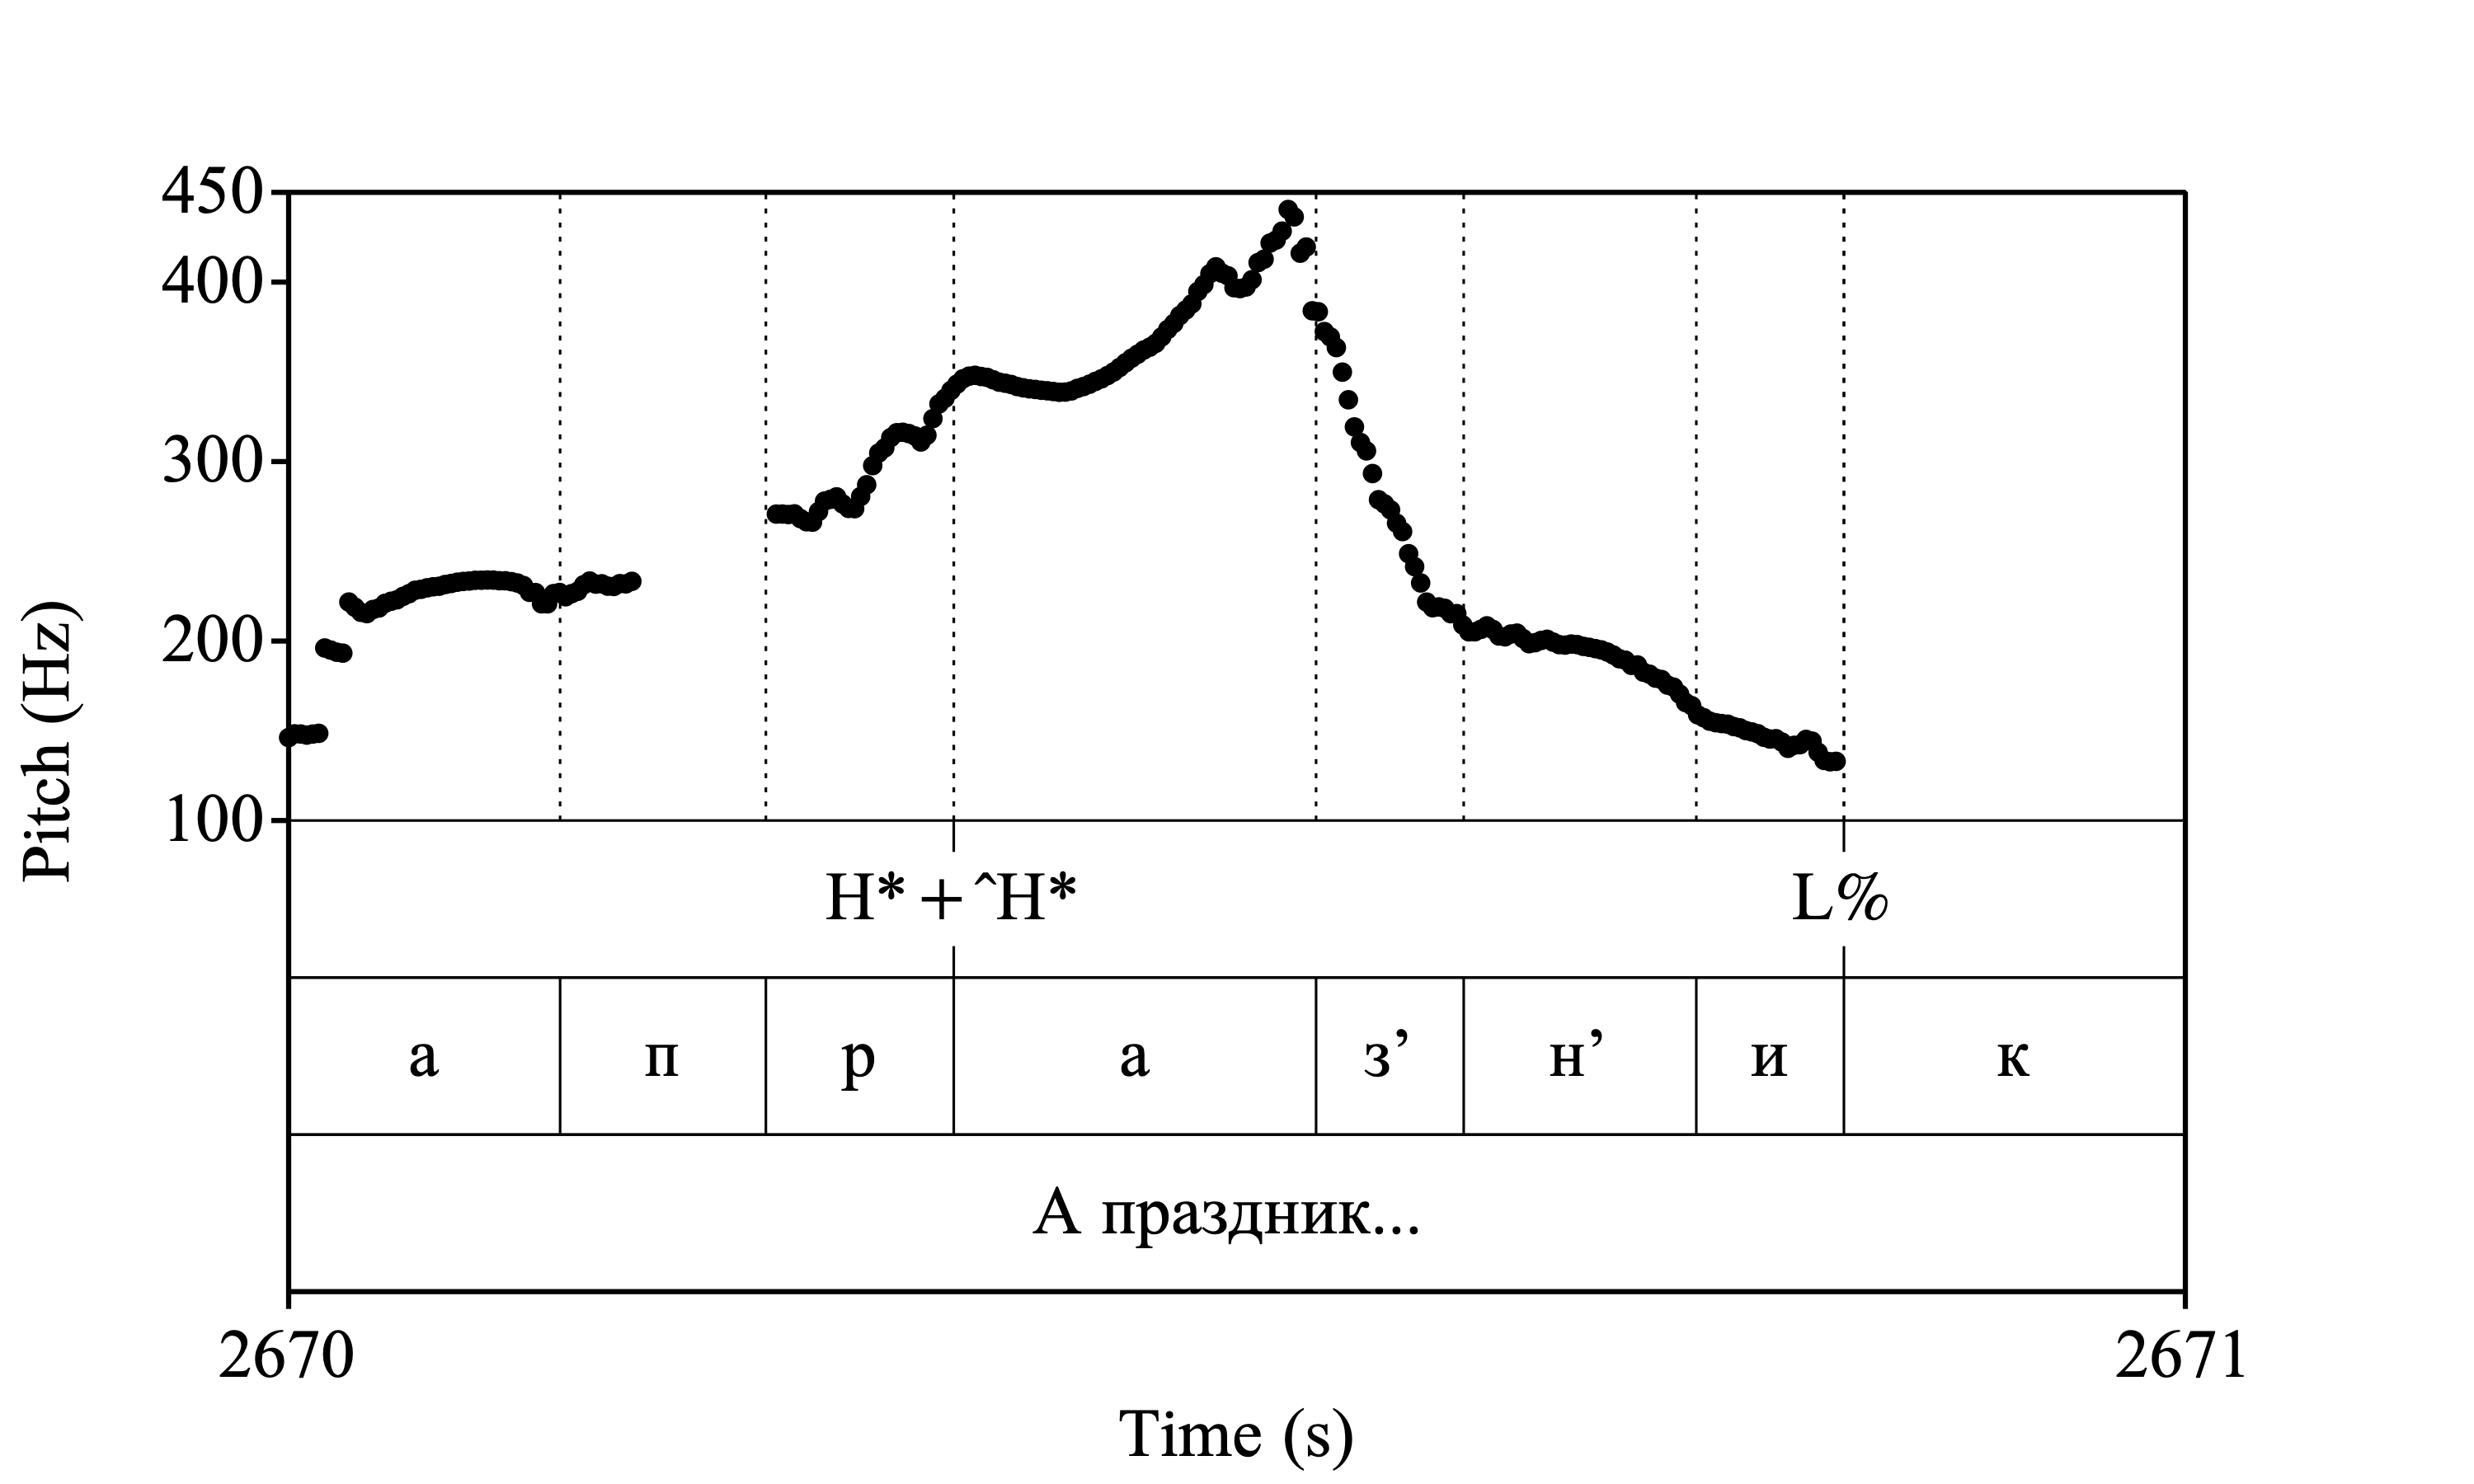 450
400
300
200
100
Pitch (Hz)
H*+^H* L%
а п р а з’ н’ и к
А праздник...
2670 2671
Time (s)